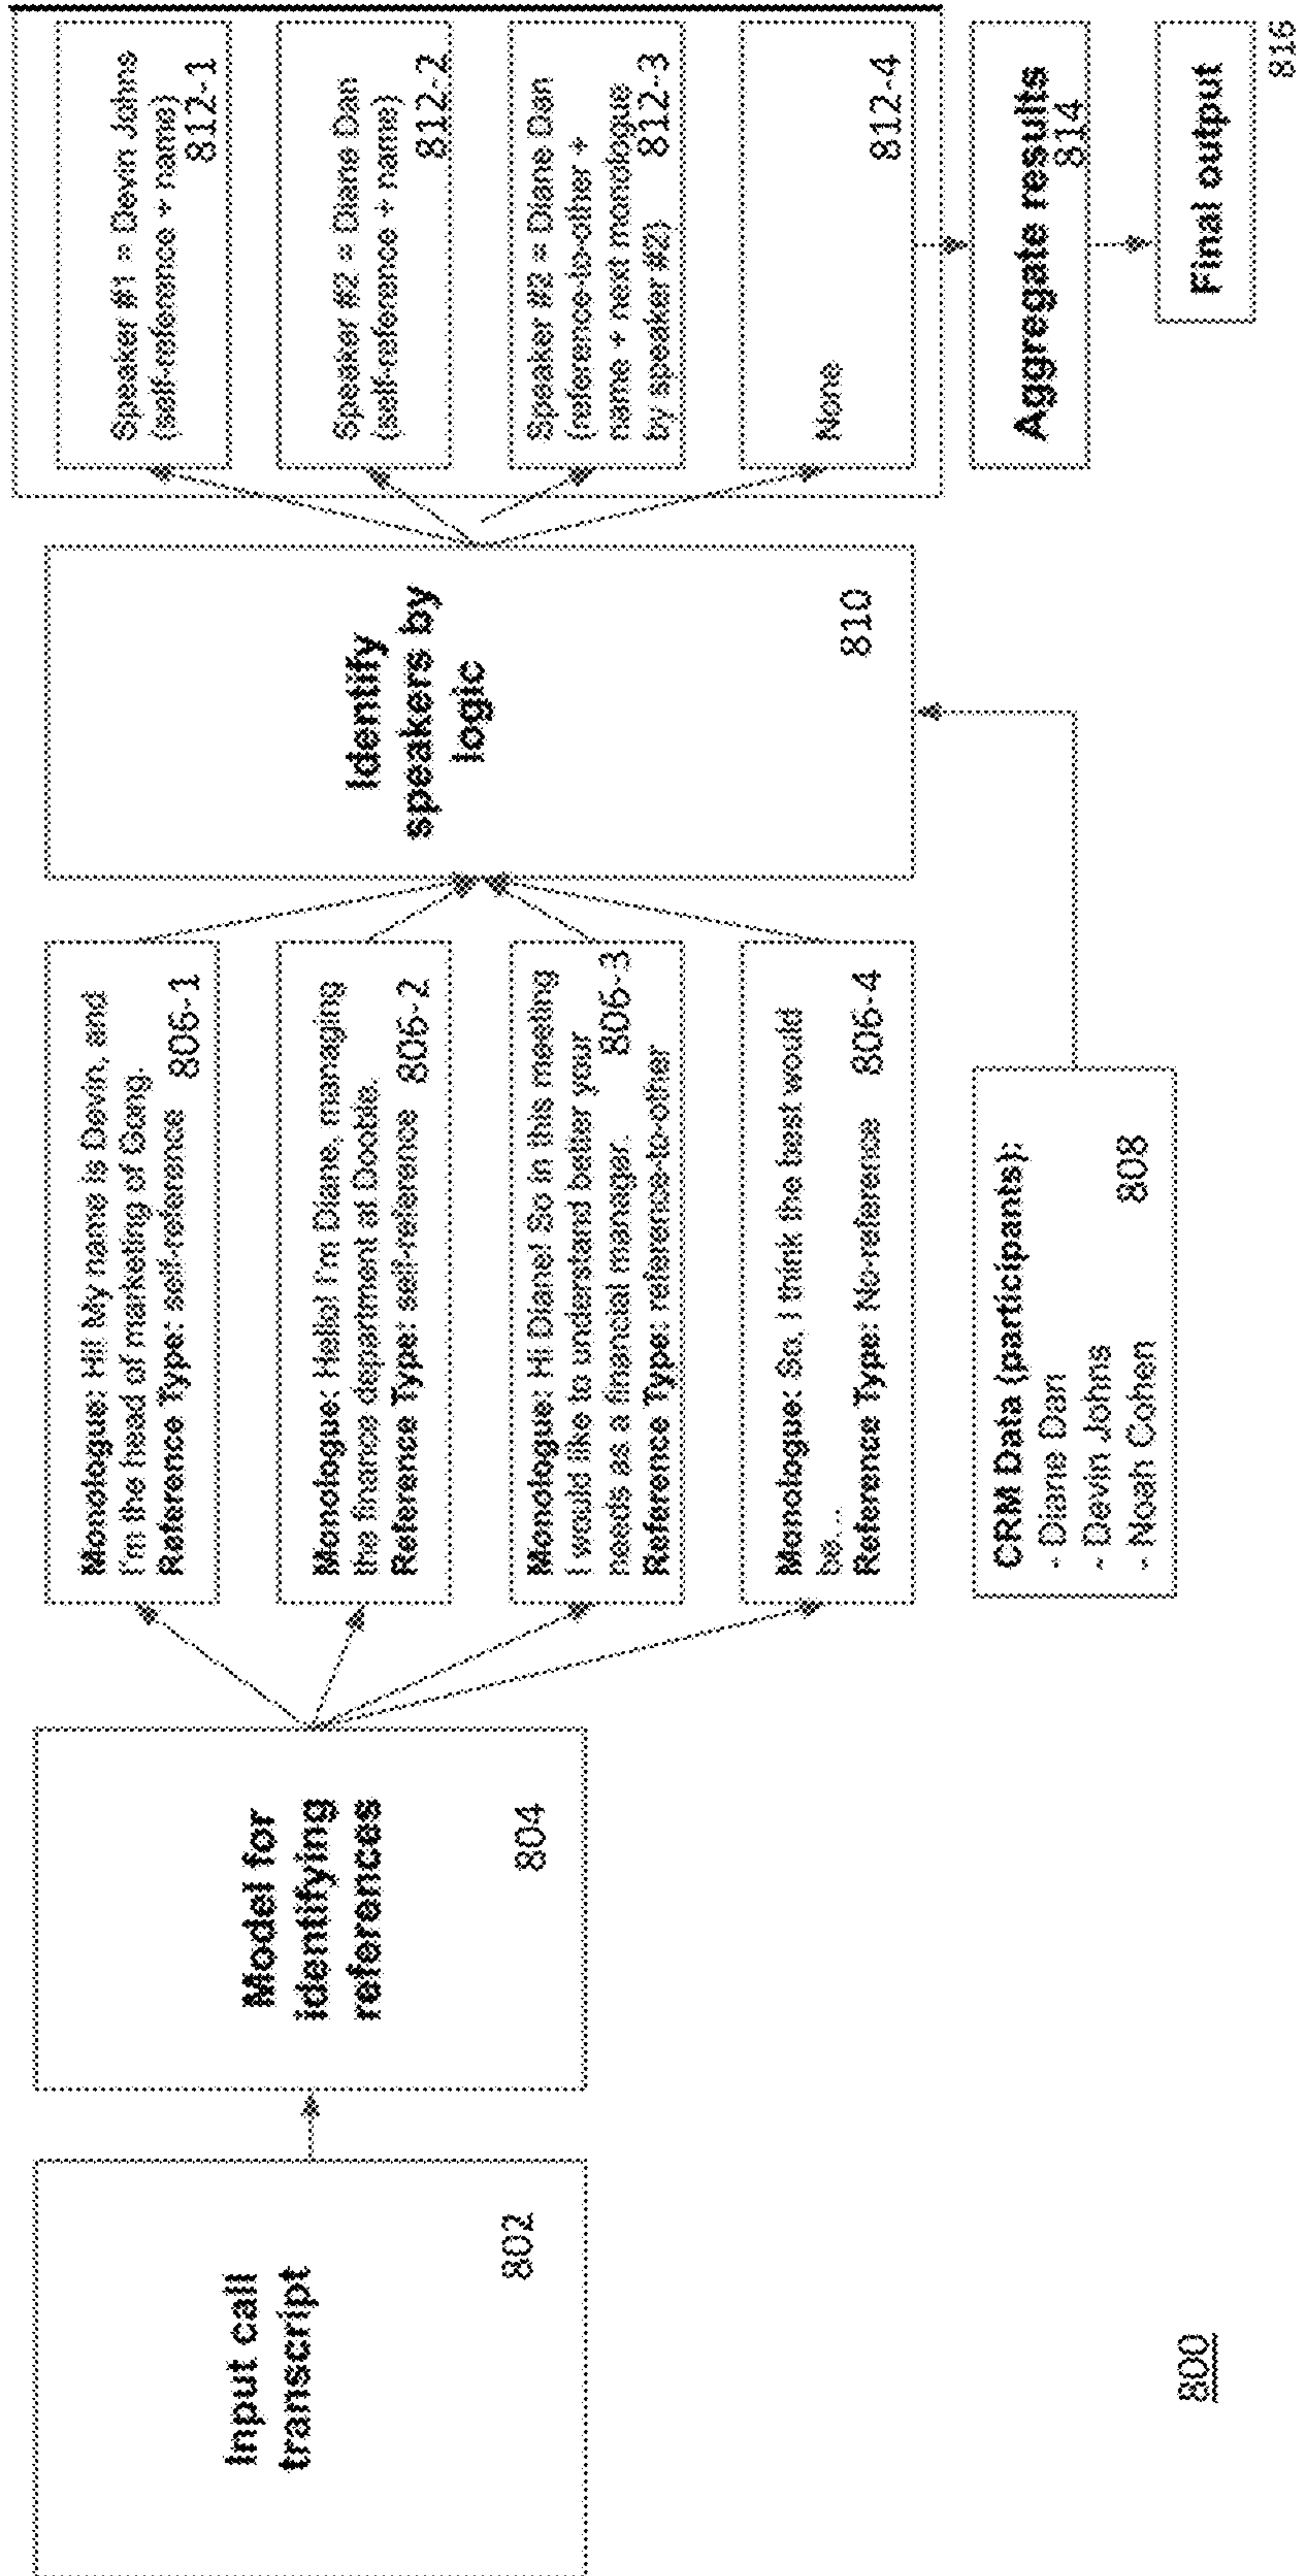 Input call
transcript
802
Model for
identifying
references
804
Monologue: Hi! My name is Devin, and
I'm the head of marketing of Gong.
Reference Type: self-reference
806-1
Monologue: Hello! I'm Diane, managing
the finance department at Dooble.
Reference Type: self-reference
806-2
Monologue: Hi Diane! So in this meeting
I would like to understand better your
needs as a financial manager.
806-3
Reference Type: reference-to-other
Monologue: So, I think the best would
be...
Reference Type: No-reference
806-4
CRM Data (participants):
- Diane Dan
- Devin Johns
- Noah Cohen
808
Identify
speakers by
logic
810
Speaker #1 = Devin Johns
(self-reference + name)
812-1
Speaker #2 = Diane Dan
(self-reference + name)
812-2
Speaker #2 = Diane Dan
(reference-to-other +
name + next monologue
by speaker #2)
812-3
None
812-4
Aggregate results
814
Final output
816
800